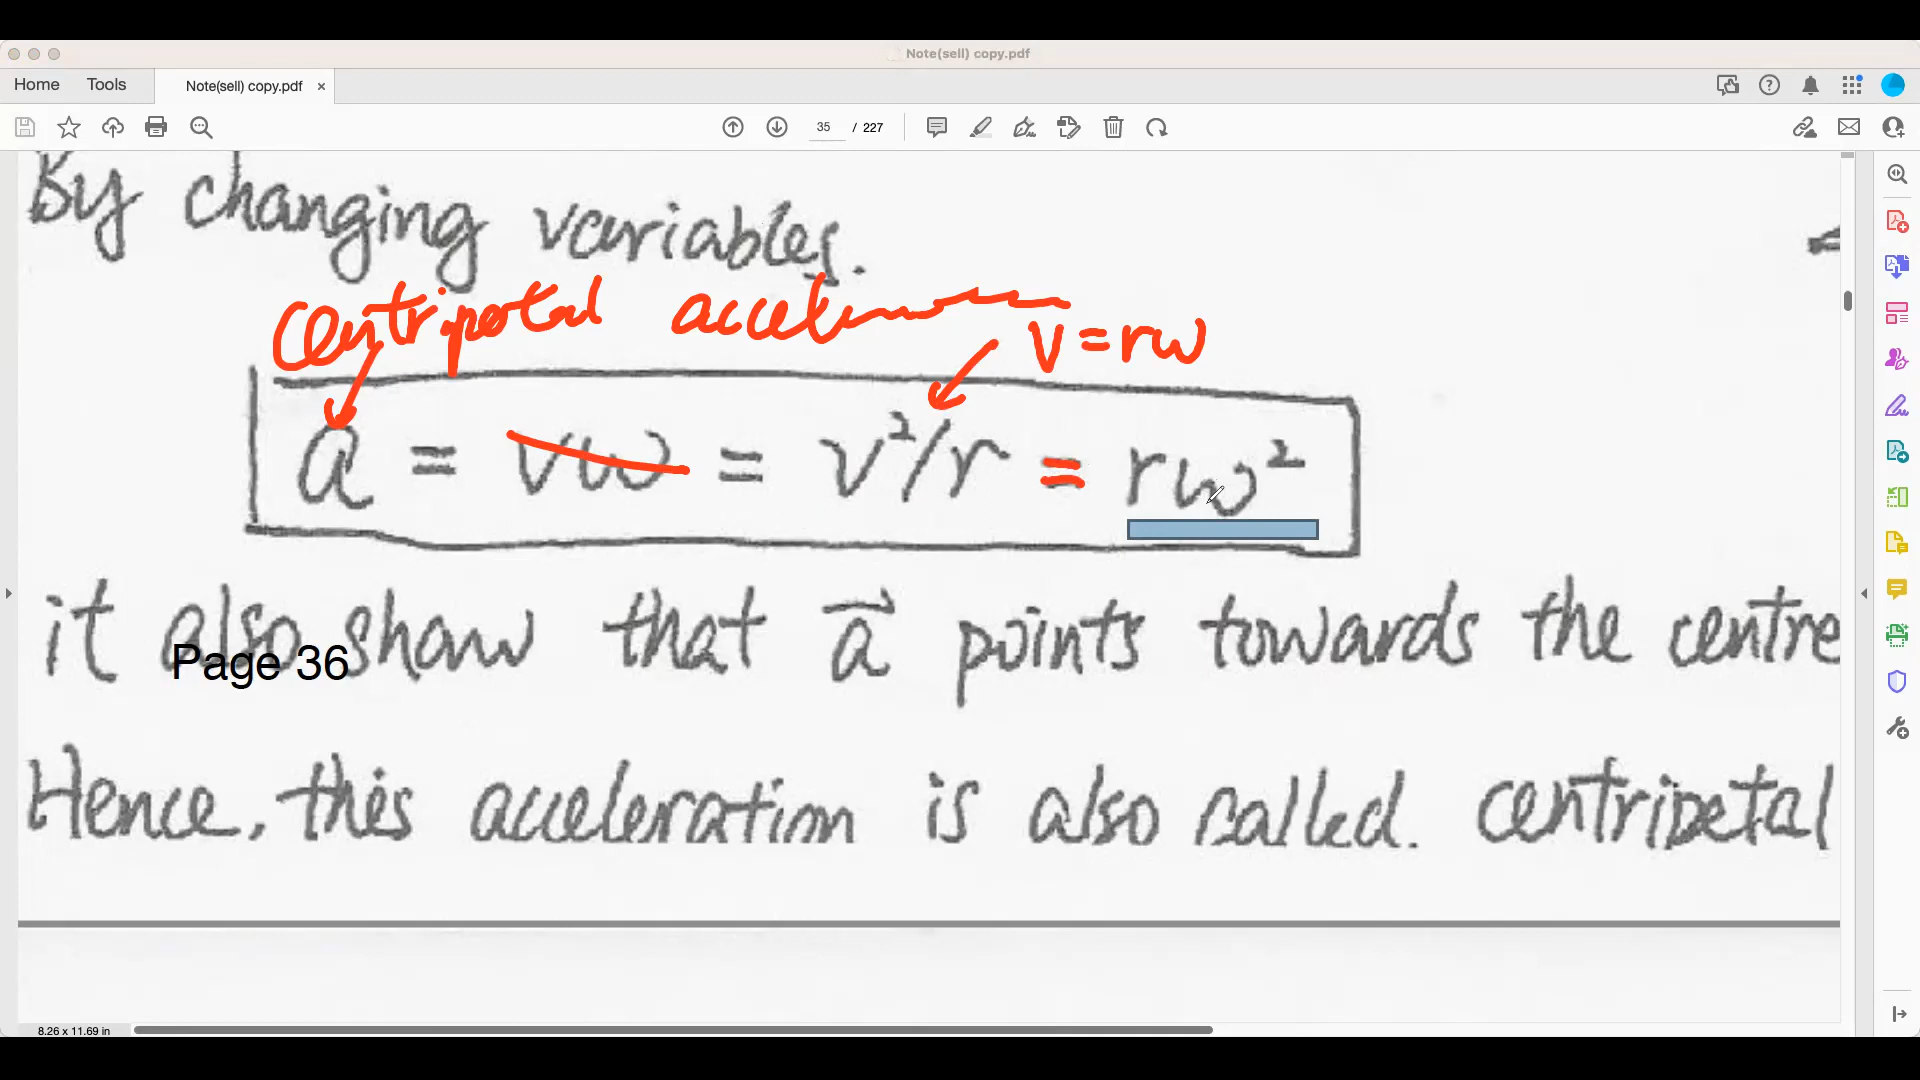 Note(sell) copy.pdf
Home Tools Note(sell) copy.pdf ×
35 / 227
By changing variables.
centripetal
v = rω
a = vω = v²/r = rω²
it also show that a⃗ points towards the centre
Page 36
Hence, this acceleration is also called. centripetal
8.26 x 11.69 in